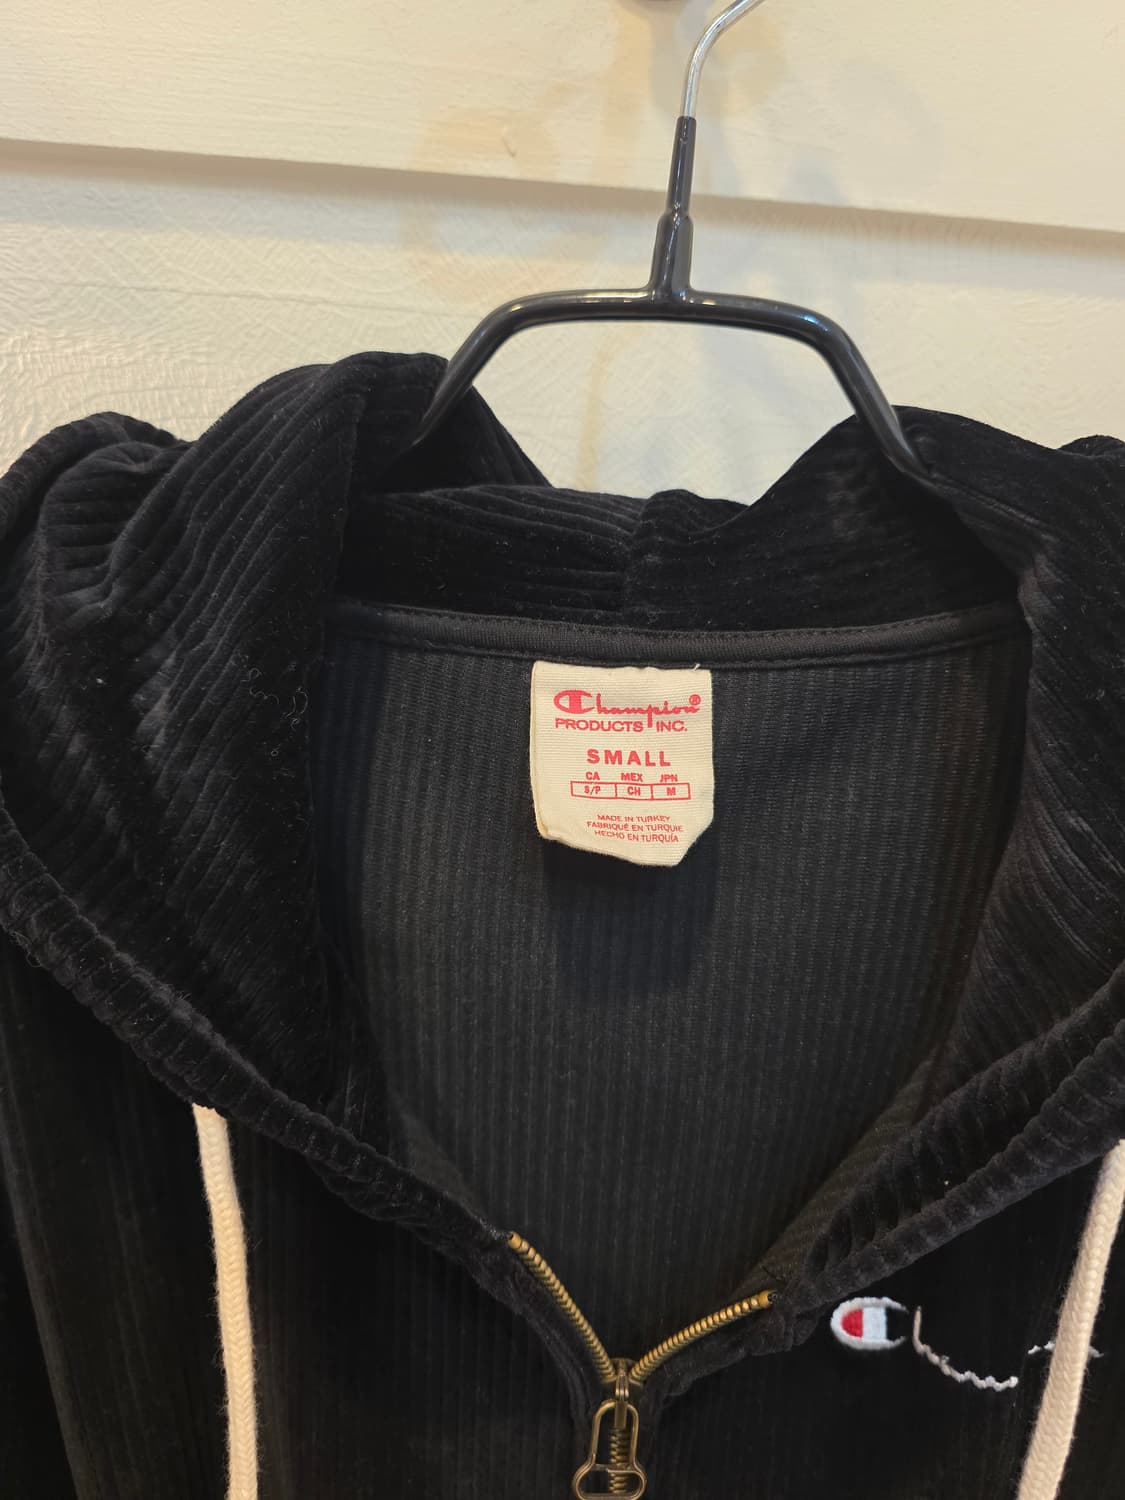 Champion®
PRODUCTS INC.
SMALL
CA MEX JPN
S/P CH M
MADE IN TURKEY
FABRIQUÉ EN TURQUIE
HECHO EN TURQUÍA